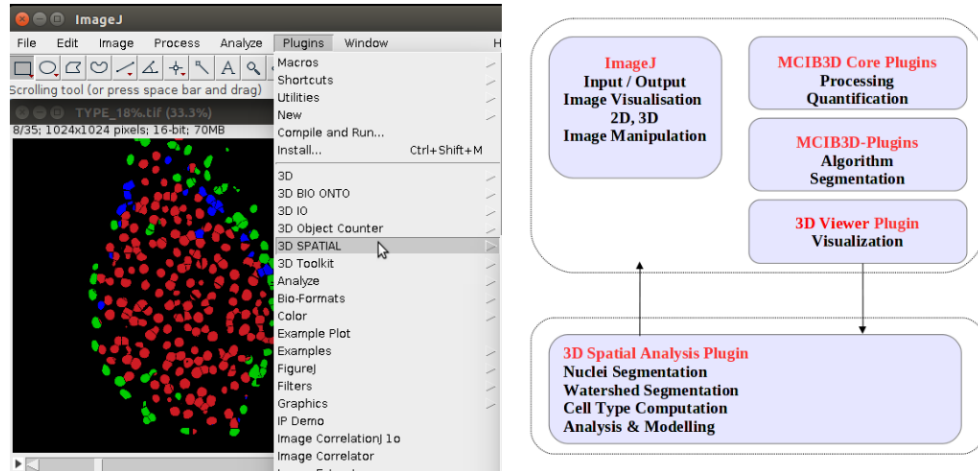 ImageJ
File Edit Image Process Analyze Plugins Window H
A
Scrolling tool (or press space bar and drag)
TYPE_18%.tif (33.3%)
8/35; 1024x1024 pixels; 16-bit; 70MB
Macros
Shortcuts
Utilities
New
Compile and Run...
Install... Ctrl+Shift+M
3D
3D BIO ONTO
3D IO
3D Object Counter
3D SPATIAL
3D Toolkit
Analyze
Bio-Formats
Color
Example Plot
Examples
FigureJ
Filters
Graphics
IP Demo
Image CorrelationJ 1o
Image Correlator
ImageJ
Input / Output
Image Visualisation
2D, 3D
Image Manipulation
MCIB3D Core Plugins
Processing
Quantification
MCIB3D-Plugins
Algorithm
Segmentation
3D Viewer Plugin
Visualization
3D Spatial Analysis Plugin
Nuclei Segmentation
Watershed Segmentation
Cell Type Computation
Analysis & Modelling